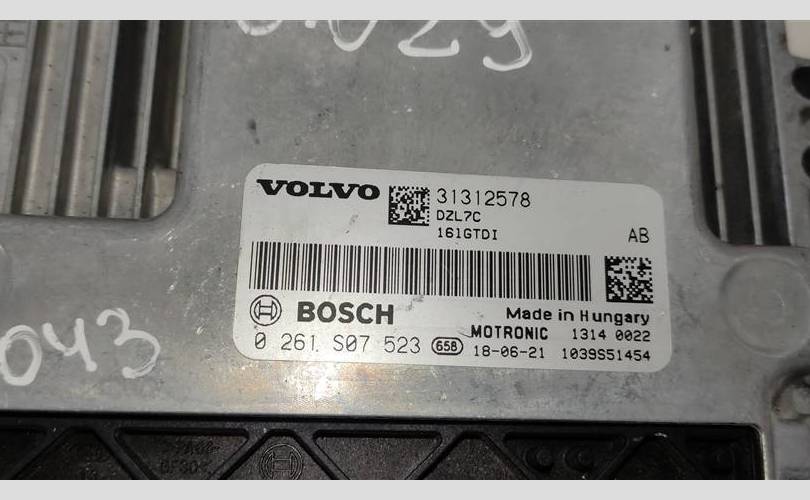 VOLVO 31312578
DZL7C
161GTDI AB
BOSCH Made in Hungary
MOTRONIC 1314 0022
0 261 S07 523 658 18-06-21 1039S51454
043